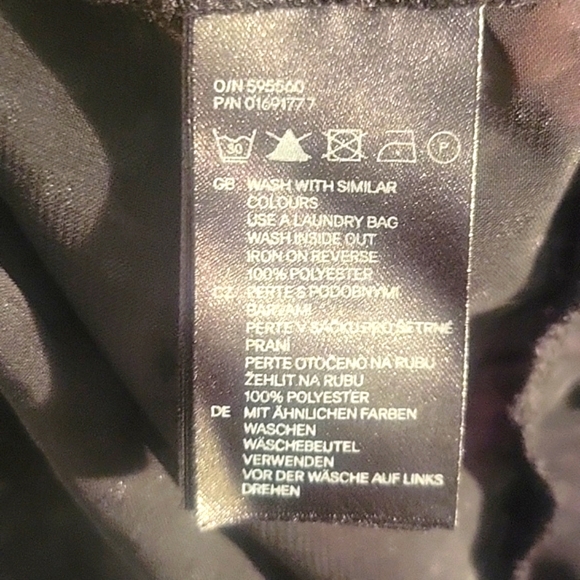 O/N 595560
P/N 0169177 7
30 P
GB WASH WITH SIMILAR
COLOURS
USE A LAUNDRY BAG
WASH INSIDE OUT
IRON ON REVERSE
100% POLYESTER
CZ PERTE S PODOBNÝMI
BARVAMI
PERTE V SÁČKU PRO ŠETRNÉ
PRANÍ
PERTE OTOČENO NA RUBU
ŽEHLIT NA RUBU
100% POLYESTER
DE MIT ÄHNLICHEN FARBEN
WASCHEN
WÄSCHEBEUTEL
VERWENDEN
VOR DER WÄSCHE AUF LINKS
DREHEN